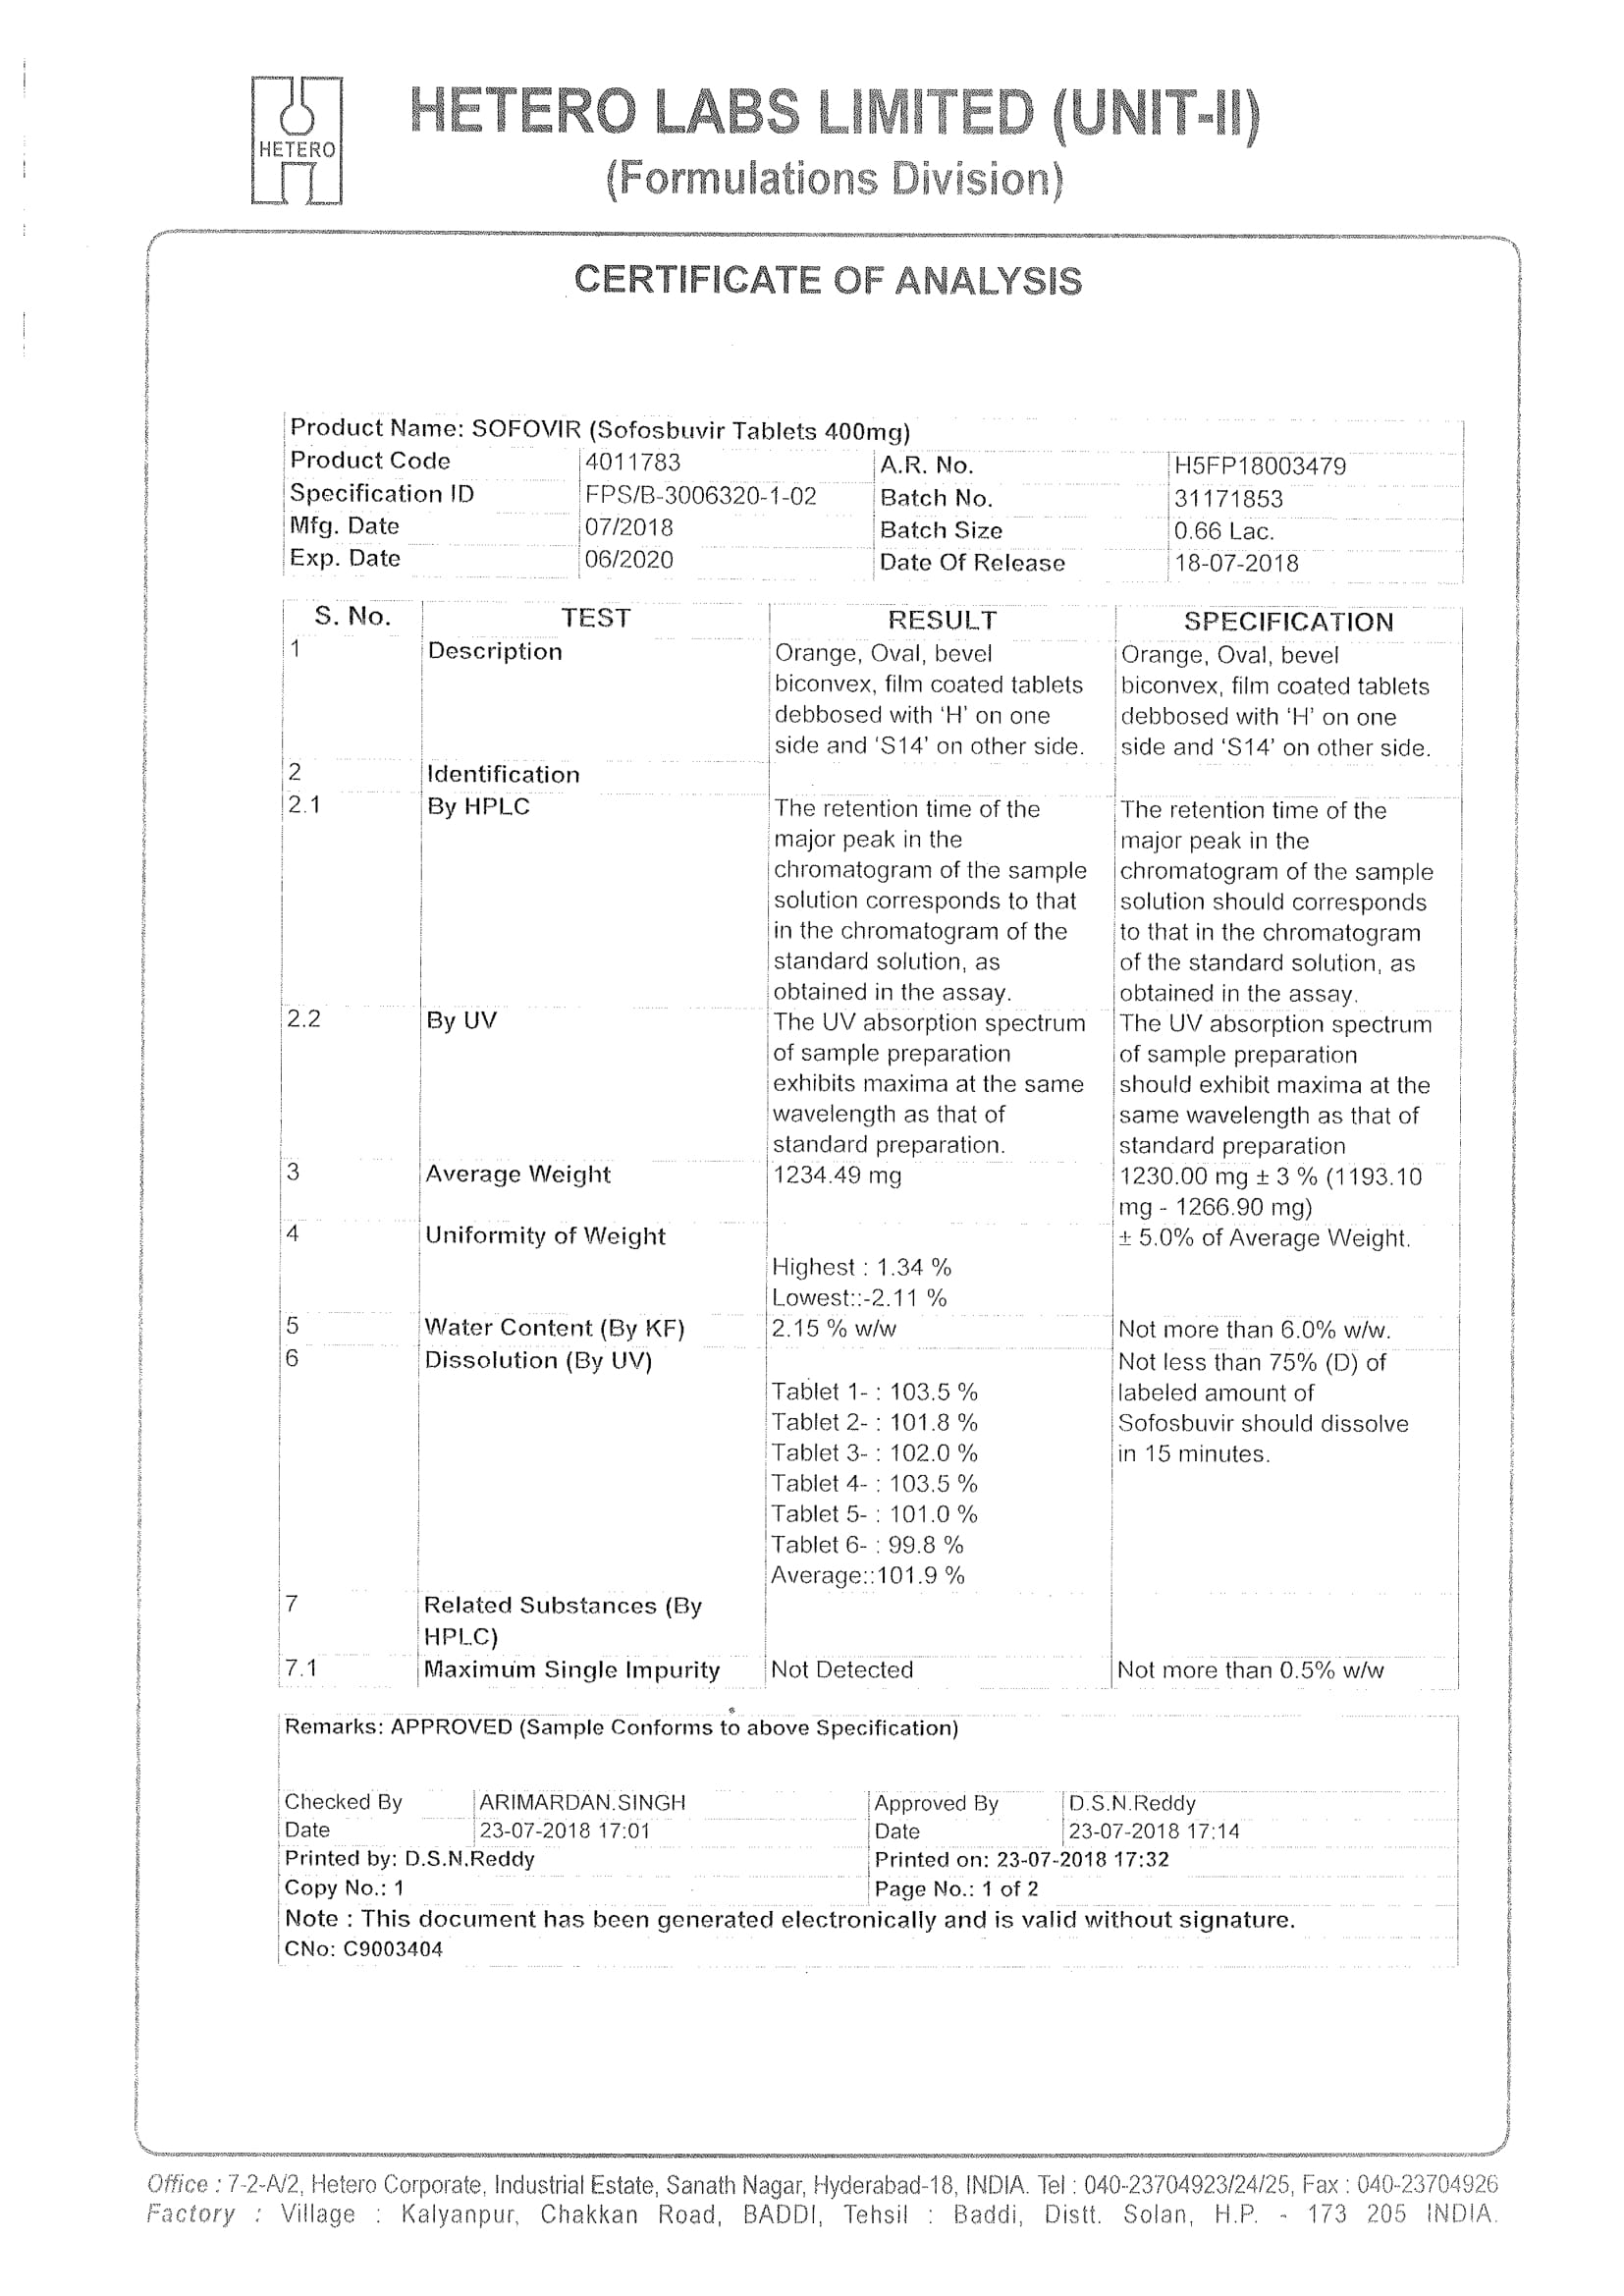 HETERO
HETERO LABS LIMITED (UNIT-II)
(Formulations Division)
CERTIFICATE OF ANALYSIS
Product Name: SOFOVIR (Sofosbuvir Tablets 400mg)
Product Code 4011783 A.R. No. H5FP18003479
Specification ID FPS/B-3006320-1-02 Batch No. 31171853
Mfg. Date 07/2018 Batch Size 0.66 Lac.
Exp. Date 06/2020 Date Of Release 18-07-2018
S. No. TEST RESULT SPECIFICATION
1 Description Orange, Oval, bevel Orange, Oval, bevel
biconvex, film coated tablets biconvex, film coated tablets
debbosed with 'H' on one debbosed with 'H' on one
side and 'S14' on other side. side and 'S14' on other side.
2 Identification
2.1 By HPLC The retention time of the The retention time of the
major peak in the major peak in the
chromatogram of the sample chromatogram of the sample
solution corresponds to that solution should corresponds
in the chromatogram of the to that in the chromatogram
standard solution, as of the standard solution, as
obtained in the assay. obtained in the assay.
2.2 By UV The UV absorption spectrum The UV absorption spectrum
of sample preparation of sample preparation
exhibits maxima at the same should exhibit maxima at the
wavelength as that of same wavelength as that of
standard preparation. standard preparation
3 Average Weight 1234.49 mg 1230.00 mg ± 3 % (1193.10
mg - 1266.90 mg)
4 Uniformity of Weight ± 5.0% of Average Weight.
Highest : 1.34 %
Lowest::-2.11 %
5 Water Content (By KF) 2.15 % w/w Not more than 6.0% w/w.
6 Dissolution (By UV) Not less than 75% (D) of
Tablet 1- : 103.5 % labeled amount of
Tablet 2- : 101.8 % Sofosbuvir should dissolve
Tablet 3- : 102.0 % in 15 minutes.
Tablet 4- : 103.5 %
Tablet 5- : 101.0 %
Tablet 6- : 99.8 %
Average::101.9 %
7 Related Substances (By
HPLC)
7.1 Maximum Single Impurity Not Detected Not more than 0.5% w/w
Remarks: APPROVED (Sample Conforms to above Specification)
Checked By ARIMARDAN.SINGH Approved By D.S.N.Reddy
Date 23-07-2018 17:01 Date 23-07-2018 17:14
Printed by: D.S.N.Reddy Printed on: 23-07-2018 17:32
Copy No.: 1 Page No.: 1 of 2
Note : This document has been generated electronically and is valid without signature.
CNo: C9003404
Office : 7-2-A/2, Hetero Corporate, Industrial Estate, Sanath Nagar, Hyderabad-18, INDIA. Tel : 040-23704923/24/25, Fax : 040-23704926
Factory : Village : Kalyanpur, Chakkan Road, BADDI, Tehsil : Baddi, Distt. Solan, H.P. - 173 205 INDIA.